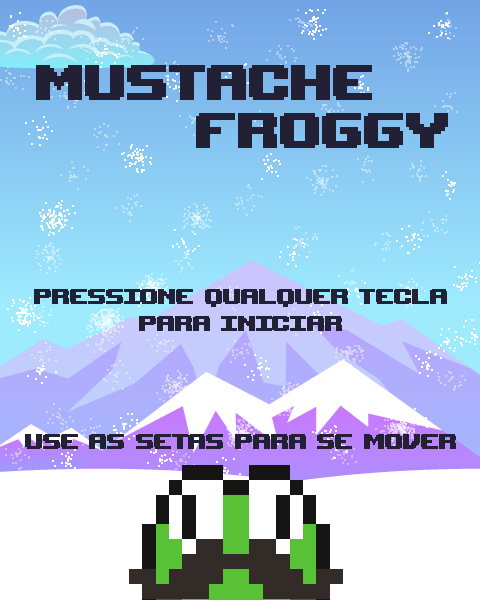 MUSTACHE
FROGGY
PRESSIONE QUALQUER TECLA
PARA INICIAR
USE AS SETAS PARA SE MOVER